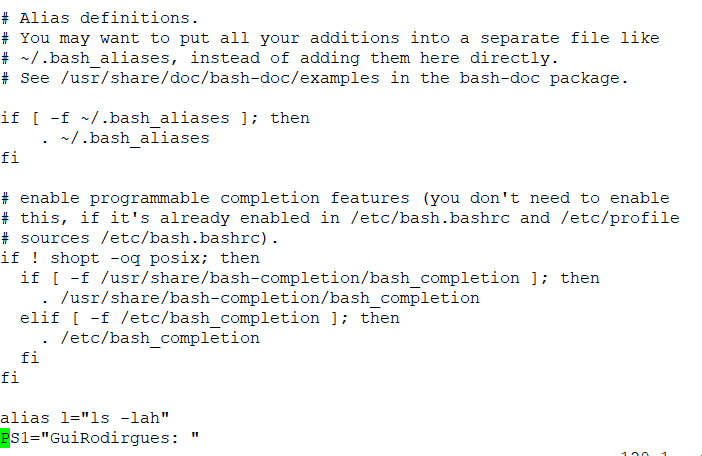 # Alias definitions.
# You may want to put all your additions into a separate file like
# ~/.bash_aliases, instead of adding them here directly.
# See /usr/share/doc/bash-doc/examples in the bash-doc package.
if [ -f ~/.bash_aliases ]; then
    . ~/.bash_aliases
fi
# enable programmable completion features (you don't need to enable
# this, if it's already enabled in /etc/bash.bashrc and /etc/profile
# sources /etc/bash.bashrc).
if ! shopt -oq posix; then
  if [ -f /usr/share/bash-completion/bash_completion ]; then
    . /usr/share/bash-completion/bash_completion
  elif [ -f /etc/bash_completion ]; then
    . /etc/bash_completion
  fi
fi
alias l="ls -lah"
PS1="GuiRodirgues: "